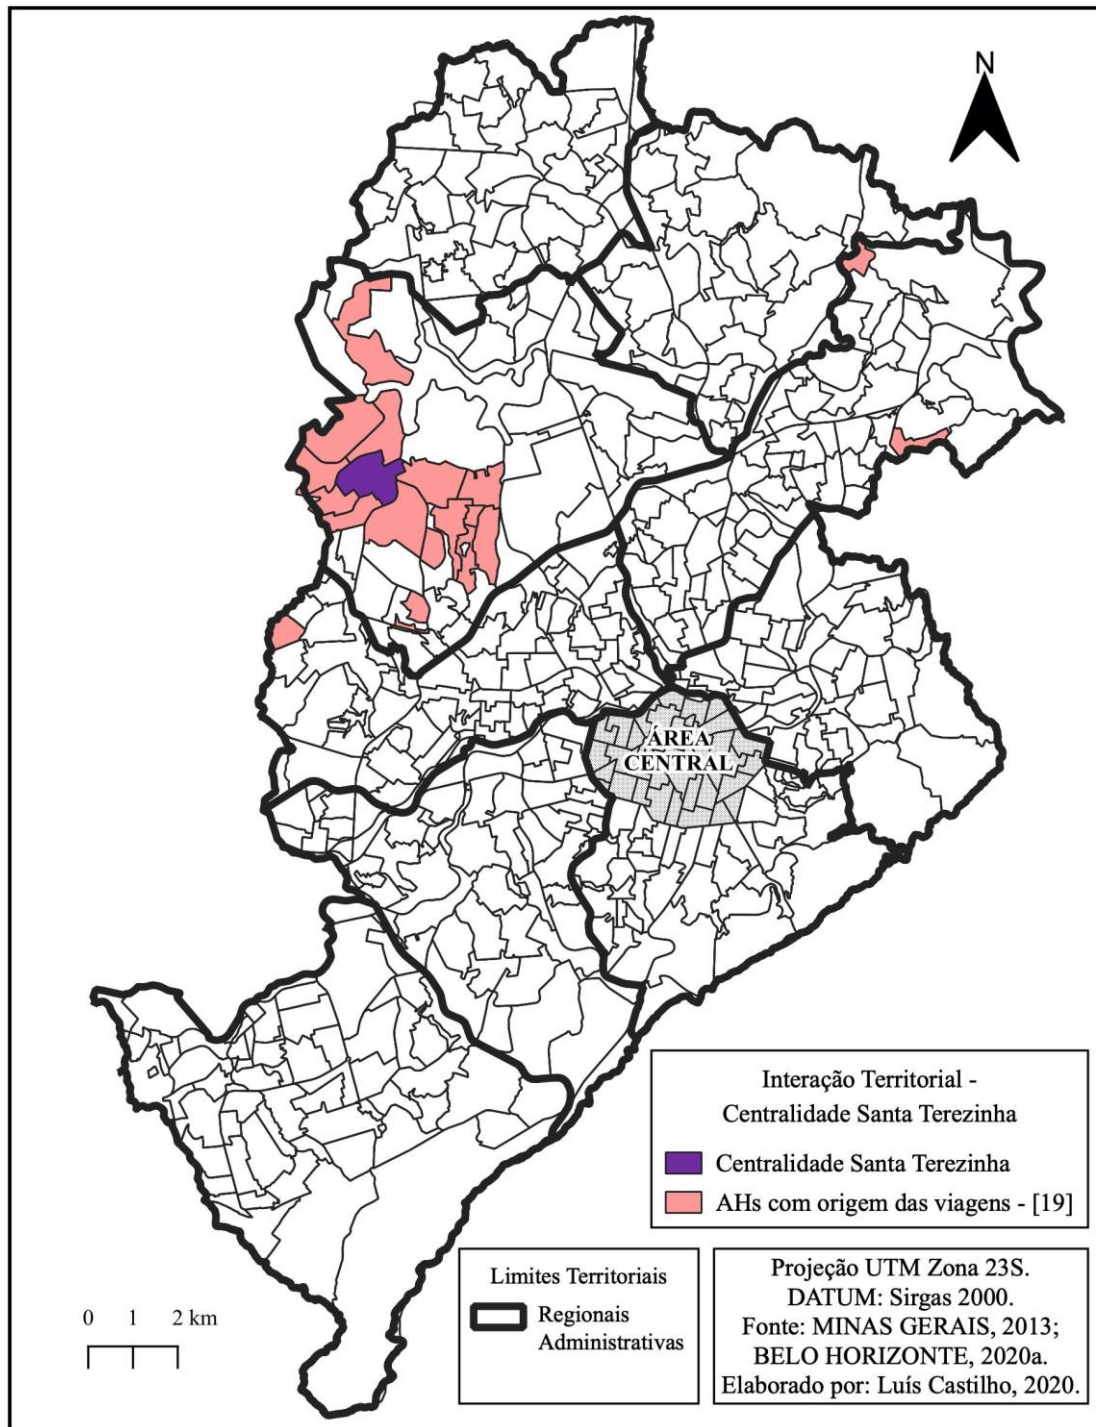 N
ÁREA
CENTRAL
Interação Territorial -
Centralidade Santa Terezinha
Centralidade Santa Terezinha
AHs com origem das viagens - [19]
Limites Territoriais
Regionais
Administrativas
Projeção UTM Zona 23S.
DATUM: Sirgas 2000.
Fonte: MINAS GERAIS, 2013;
BELO HORIZONTE, 2020a.
Elaborado por: Luís Castilho, 2020.
0 1 2 km